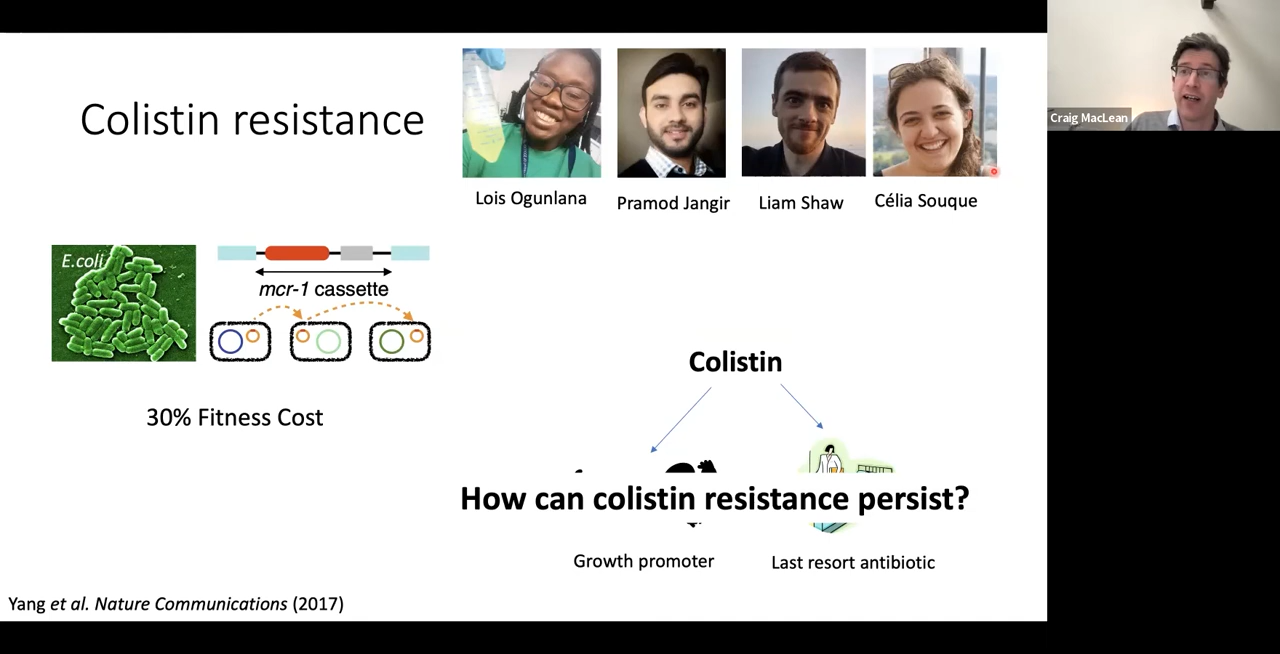 Colistin resistance
Lois Ogunlana
Pramod Jangir
Liam Shaw
Célia Souque
Craig MacLean
E.coli
mcr-1 cassette
30% Fitness Cost
Colistin
How can colistin resistance persist?
Growth promoter
Last resort antibiotic
Yang et al. Nature Communications (2017)